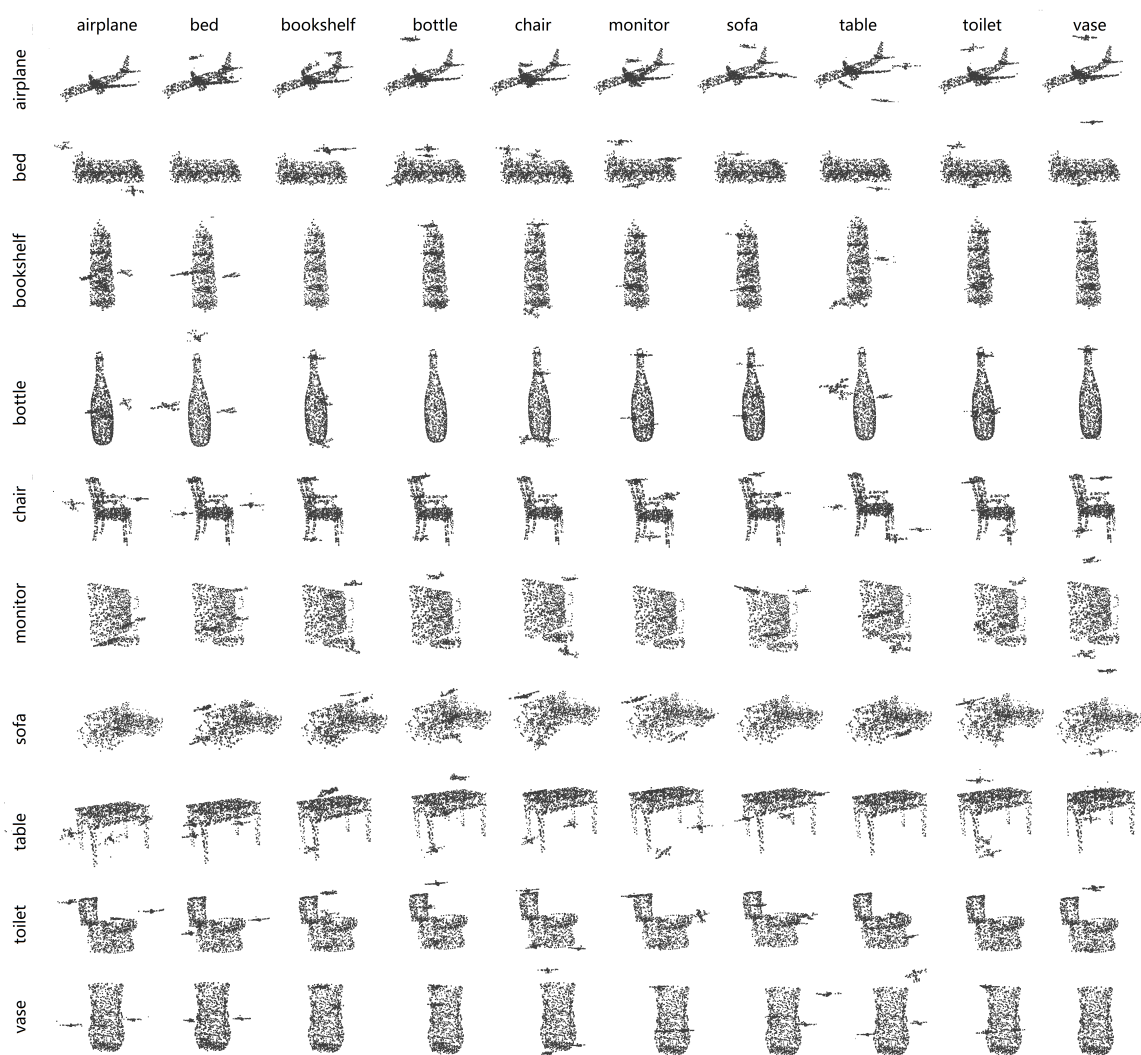 airplane bed bookshelf bottle chair monitor sofa table toilet vase
airplane
bed
bookshelf
bottle
chair
monitor
sofa
table
toilet
vase